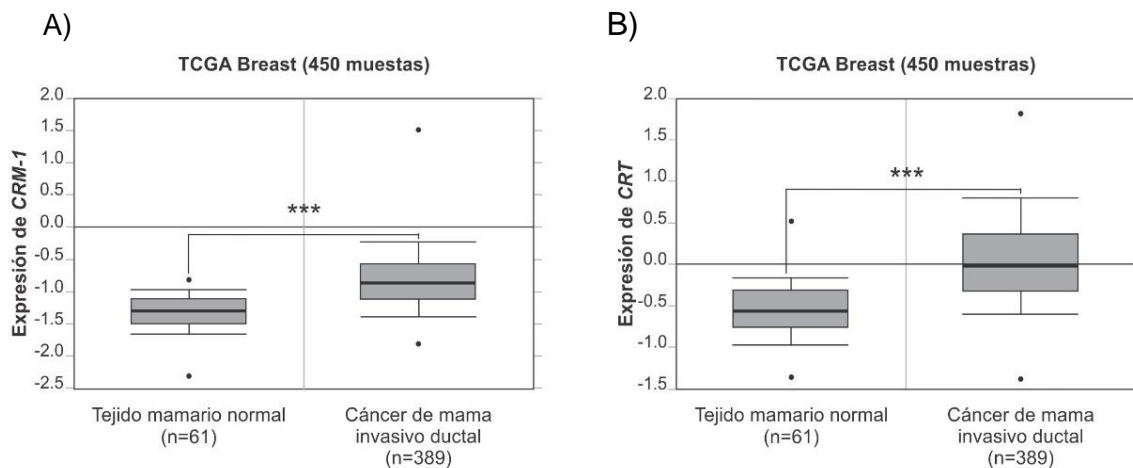 A)
TCGA Breast (450 muestas)
Expresión de CRM-1
2.0
1.5
1.0
0.5
0.0
-0.5
-1.0
-1.5
-2.0
-2.5
***
Tejido mamario normal
(n=61)
Cáncer de mama
invasivo ductal
(n=389)
B)
TCGA Breast (450 muestras)
Expresión de CRT
2.0
1.5
1.0
0.5
0.0
-0.5
-1.0
-1.5
***
Tejido mamario normal
(n=61)
Cáncer de mama
invasivo ductal
(n=389)